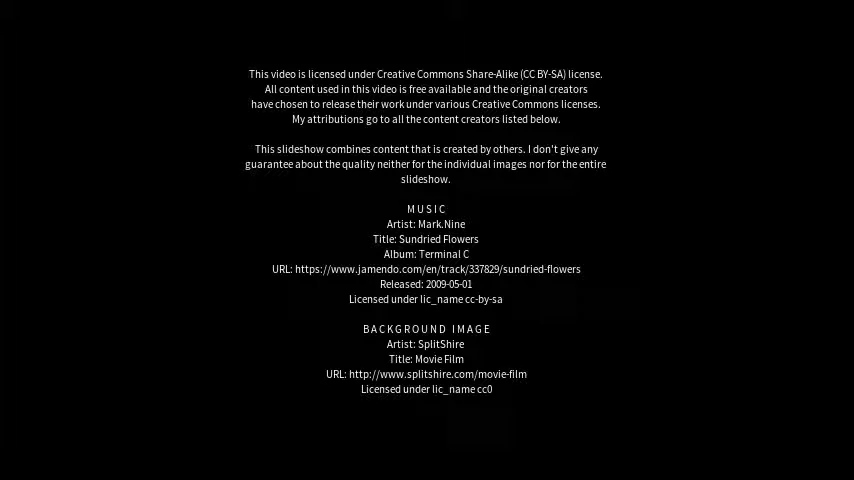 This video is licensed under Creative Commons Share-Alike (CC BY-SA) license.
All content used in this video is free available and the original creators
have chosen to release their work under various Creative Commons licenses.
My attributions go to all the content creators listed below.
This slideshow combines content that is created by others. I don't give any
guarantee about the quality neither for the individual images nor for the entire
slideshow.
MUSIC
Artist: Mark.Nine
Title: Sundried Flowers
Album: Terminal C
URL: https://www.jamendo.com/en/track/337829/sundried-flowers
Released: 2009-05-01
Licensed under lic_name cc-by-sa
BACKGROUND IMAGE
Artist: SplitShire
Title: Movie Film
URL: http://www.splitshire.com/movie-film
Licensed under lic_name cc0